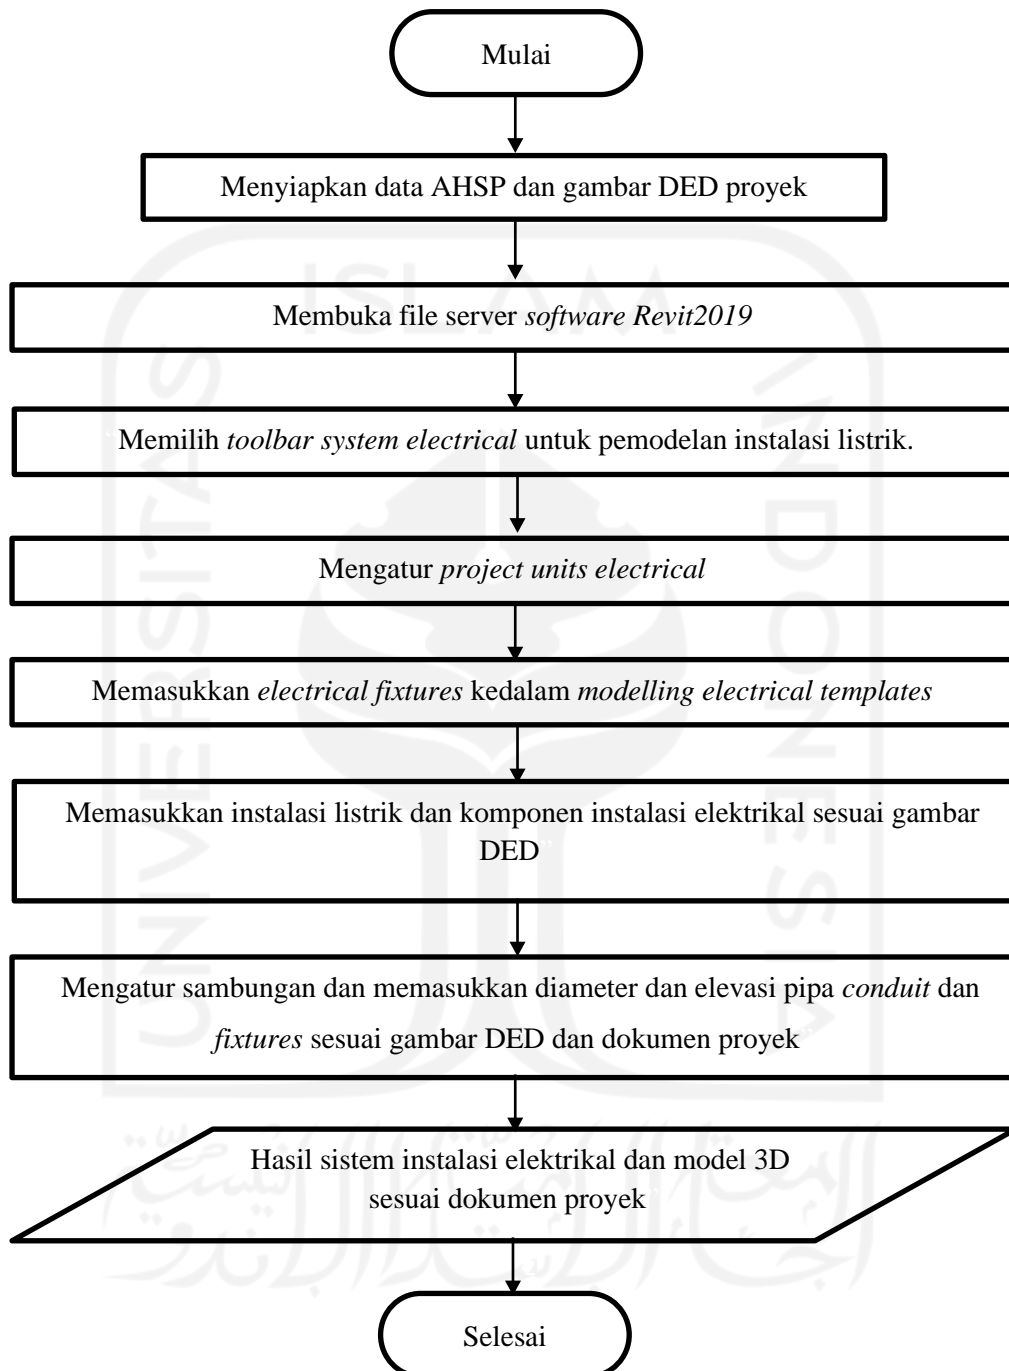 Mulai
Menyiapkan data AHSP dan gambar DED proyek
Membuka file server software Revit2019
Memilih toolbar system electrical untuk pemodelan instalasi listrik.
Mengatur project units electrical
Memasukkan electrical fixtures kedalam modelling electrical templates
Memasukkan instalasi listrik dan komponen instalasi elektrikal sesuai gambar
DED
Mengatur sambungan dan memasukkan diameter dan elevasi pipa conduit dan
fixtures sesuai gambar DED dan dokumen proyek
Hasil sistem instalasi elektrikal dan model 3D
sesuai dokumen proyek
Selesai
UNIVERSITAS
ISLAM
INDONESIA